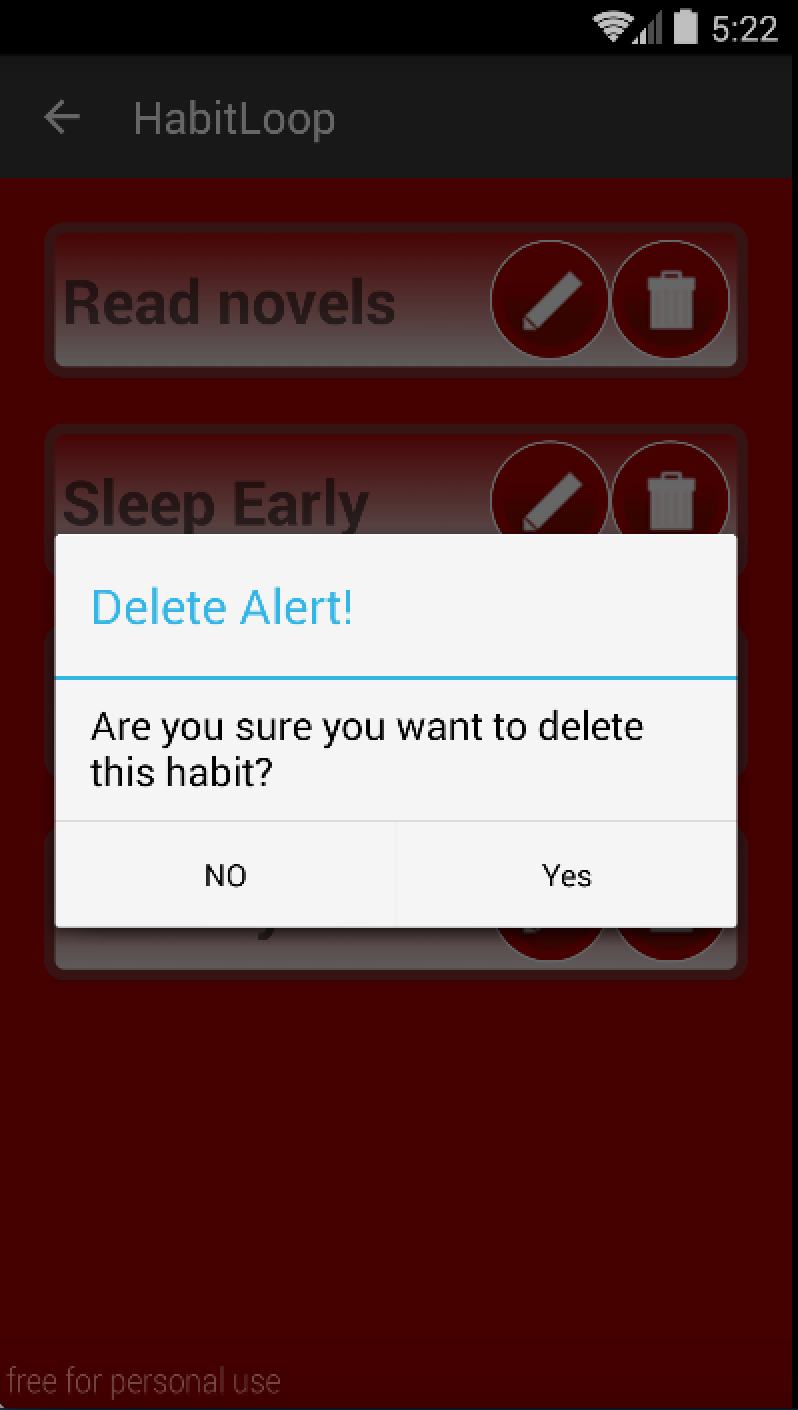 5:22
HabitLoop
Read novels
Sleep Early
Delete Alert!
Are you sure you want to delete
this habit?
NO
Yes
free for personal use